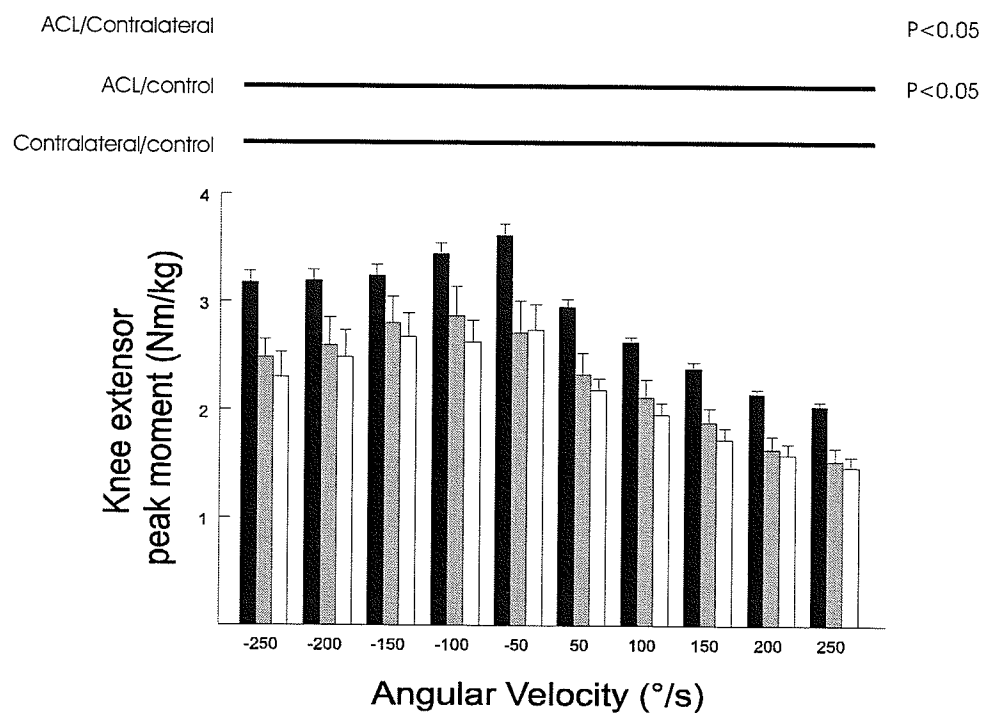 ACL/Contralateral P<0.05
ACL/control P<0.05
Contralateral/control
4
3
2
1
Knee extensor
peak moment (Nm/kg)
-250 -200 -150 -100 -50 50 100 150 200 250
Angular Velocity (°/s)